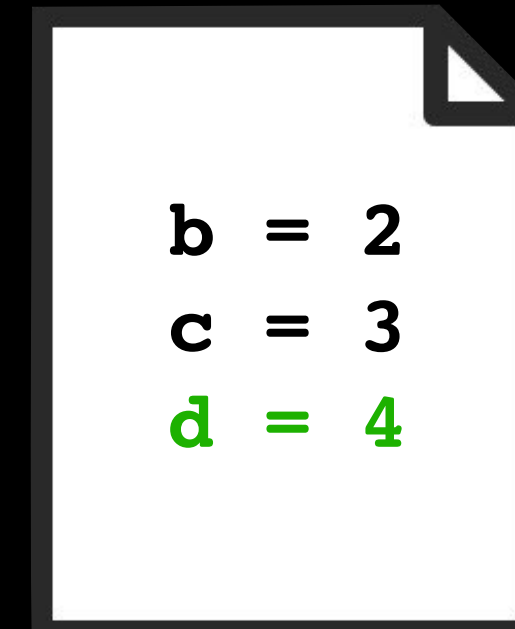 b = 2
c = 3
d = 4